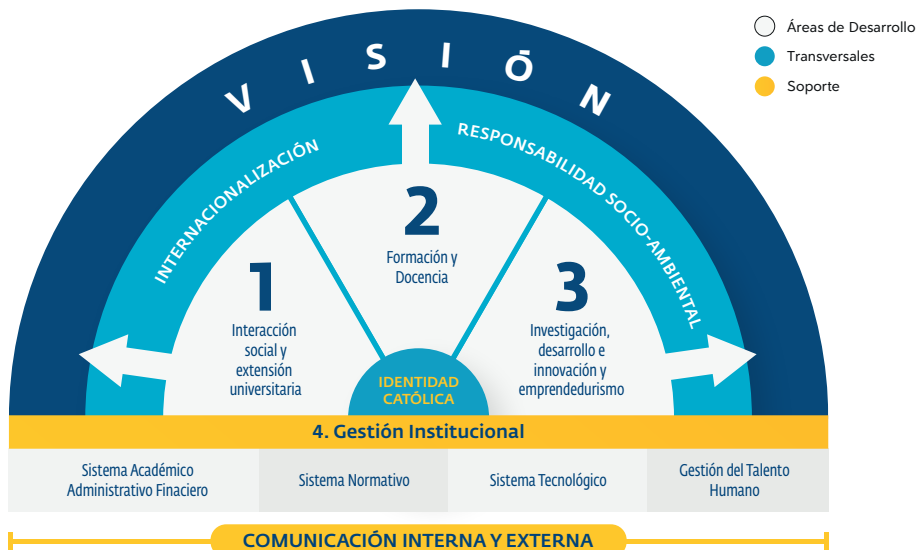 VISIÓN
Áreas de Desarrollo
Transversales
Soporte
INTERNACIONALIZACIÓN
RESPONSABILIDAD SOCIO-AMBIENTAL
1
Interacción
social y
extensión
universitaria
2
Formación y
Docencia
3
Investigación,
desarrollo e
innovación y
emprendedurismo
IDENTIDAD
CATÓLICA
4. Gestión Institucional
Sistema Académico
Administrativo Finaciero
Sistema Normativo
Sistema Tecnológico
Gestión del Talento
Humano
COMUNICACIÓN INTERNA Y EXTERNA